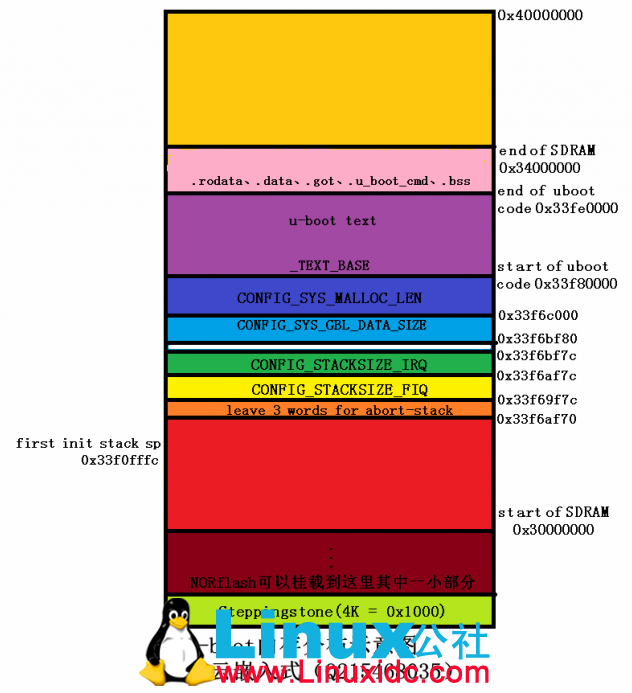 0x40000000
end of SDRAM
0x34000000
.rodata、.data、.got、.u_boot_cmd、.bss
end of uboot
code 0x33fe0000
u-boot text
_TEXT_BASE
start of uboot
code 0x33f80000
CONFIG_SYS_MALLOC_LEN
0x33f6c000
CONFIG_SYS_GBL_DATA_SIZE
0x33f6bf80
0x33f6bf7c
CONFIG_STACKSIZE_IRQ
0x33f6af7c
CONFIG_STACKSIZE_FIQ
0x33f69f7c
leave 3 words for abort-stack
0x33f6af70
first init stack sp
0x33f0fffc
start of SDRAM
0x30000000
NORflash可以挂载到这里其中一小部分
Steppingstone(4K = 0x1000)
Linux公社
www.Linuxidc.com